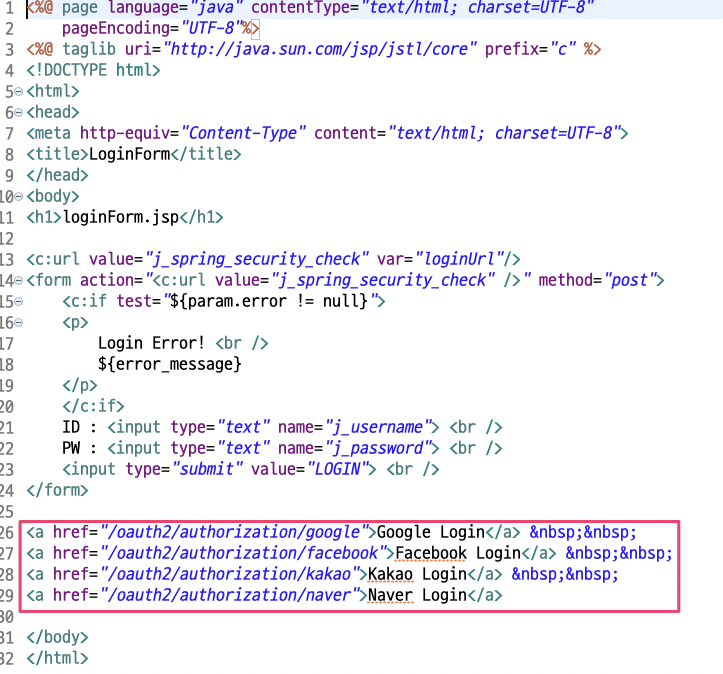 1 <%@ page language="java" contentType="text/html; charset=UTF-8"
2     pageEncoding="UTF-8"%>
3 <%@ taglib uri="http://java.sun.com/jsp/jstl/core" prefix="c" %>
4 <!DOCTYPE html>
5 <html>
6 <head>
7 <meta http-equiv="Content-Type" content="text/html; charset=UTF-8">
8 <title>LoginForm</title>
9 </head>
10 <body>
11 <h1>loginForm.jsp</h1>
12
13 <c:url value="j_spring_security_check" var="loginUrl"/>
14 <form action="<c:url value="j_spring_security_check" />" method="post">
15     <c:if test="${param.error != null}">
16     <p>
17         Login Error! <br />
18         ${error_message}
19     </p>
20     </c:if>
21     ID : <input type="text" name="j_username"> <br />
22     PW : <input type="text" name="j_password"> <br />
23     <input type="submit" value="LOGIN"> <br />
24 </form>
25
26 <a href="/oauth2/authorization/google">Google Login</a> &nbsp;&nbsp;
27 <a href="/oauth2/authorization/facebook">Facebook Login</a> &nbsp;&nbsp;
28 <a href="/oauth2/authorization/kakao">Kakao Login</a> &nbsp;&nbsp;
29 <a href="/oauth2/authorization/naver">Naver Login</a>
30
31 </body>
32 </html>